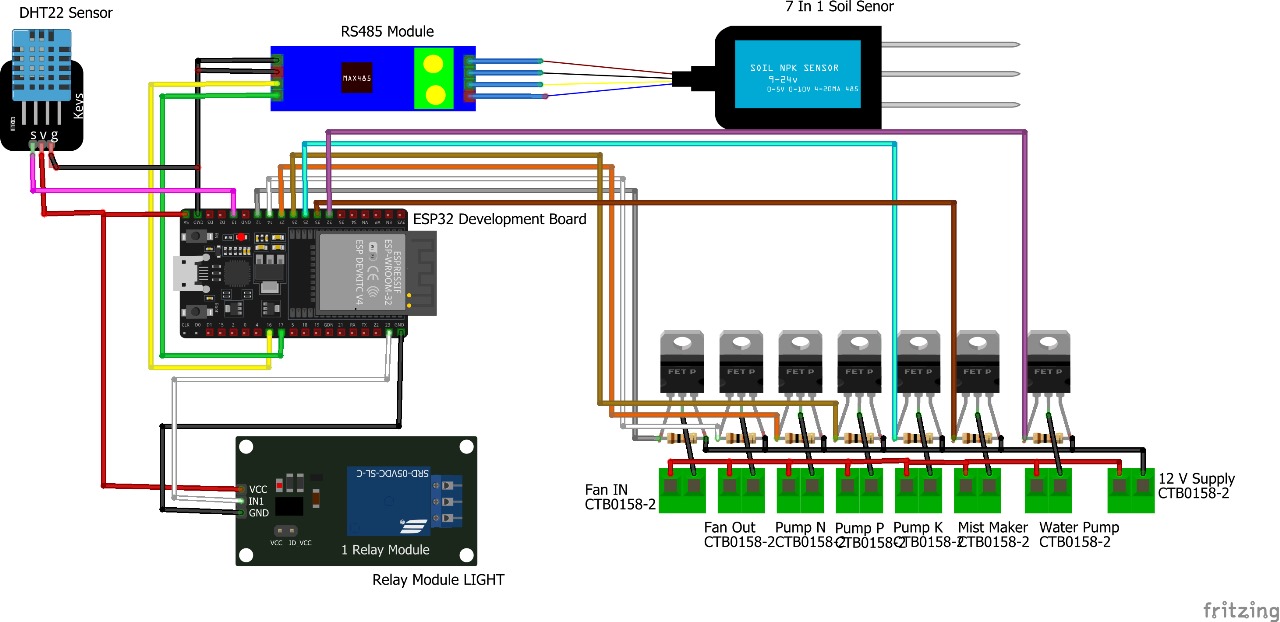 DHT22 Sensor
RS485 Module
7 In 1 Soil Senor
MAX485
SOIL NPK SENSOR
9-24v
0-5V 0-10V 4-20MA 485
Keys
s v g
ESP32 Development Board
ESPRESSIF
ESP-WROOM-32
CE
ESP DEVKITC V4
FET P
FET P
FET P
FET P
FET P
FET P
FET P
VCC
IN1
GND
SRD-05VDC-SL-C
VCC IO VCC
1 Relay Module
Relay Module LIGHT
Fan IN
CTB0158-2
Fan Out
CTB0158-2
Pump N
CTB0158-2
Pump P
CTB0158-2
Pump K
CTB0158-2
Mist Maker
CTB0158-2
Water Pump
CTB0158-2
12 V Supply
CTB0158-2
fritzing